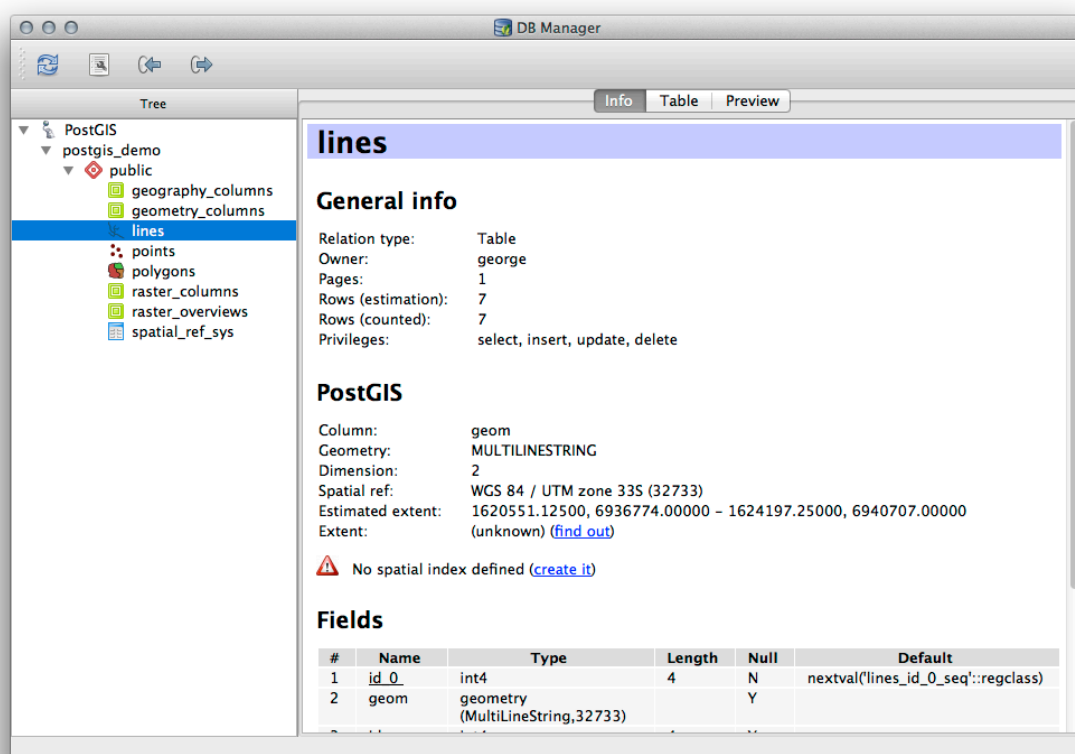 DB Manager
Tree
Info Table Preview
PostGIS
postgis_demo
public
geography_columns
geometry_columns
lines
points
polygons
raster_columns
raster_overviews
spatial_ref_sys
lines
General info
Relation type: Table
Owner: george
Pages: 1
Rows (estimation): 7
Rows (counted): 7
Privileges: select, insert, update, delete
PostGIS
Column: geom
Geometry: MULTILINESTRING
Dimension: 2
Spatial ref: WGS 84 / UTM zone 33S (32733)
Estimated extent: 1620551.12500, 6936774.00000 - 1624197.25000, 6940707.00000
Extent: (unknown) (find out)
No spatial index defined (create it)
Fields
# Name Type Length Null Default
1 id_0 int4 4 N nextval('lines_id_0_seq'::regclass)
2 geom geometry (MultiLineString,32733) Y